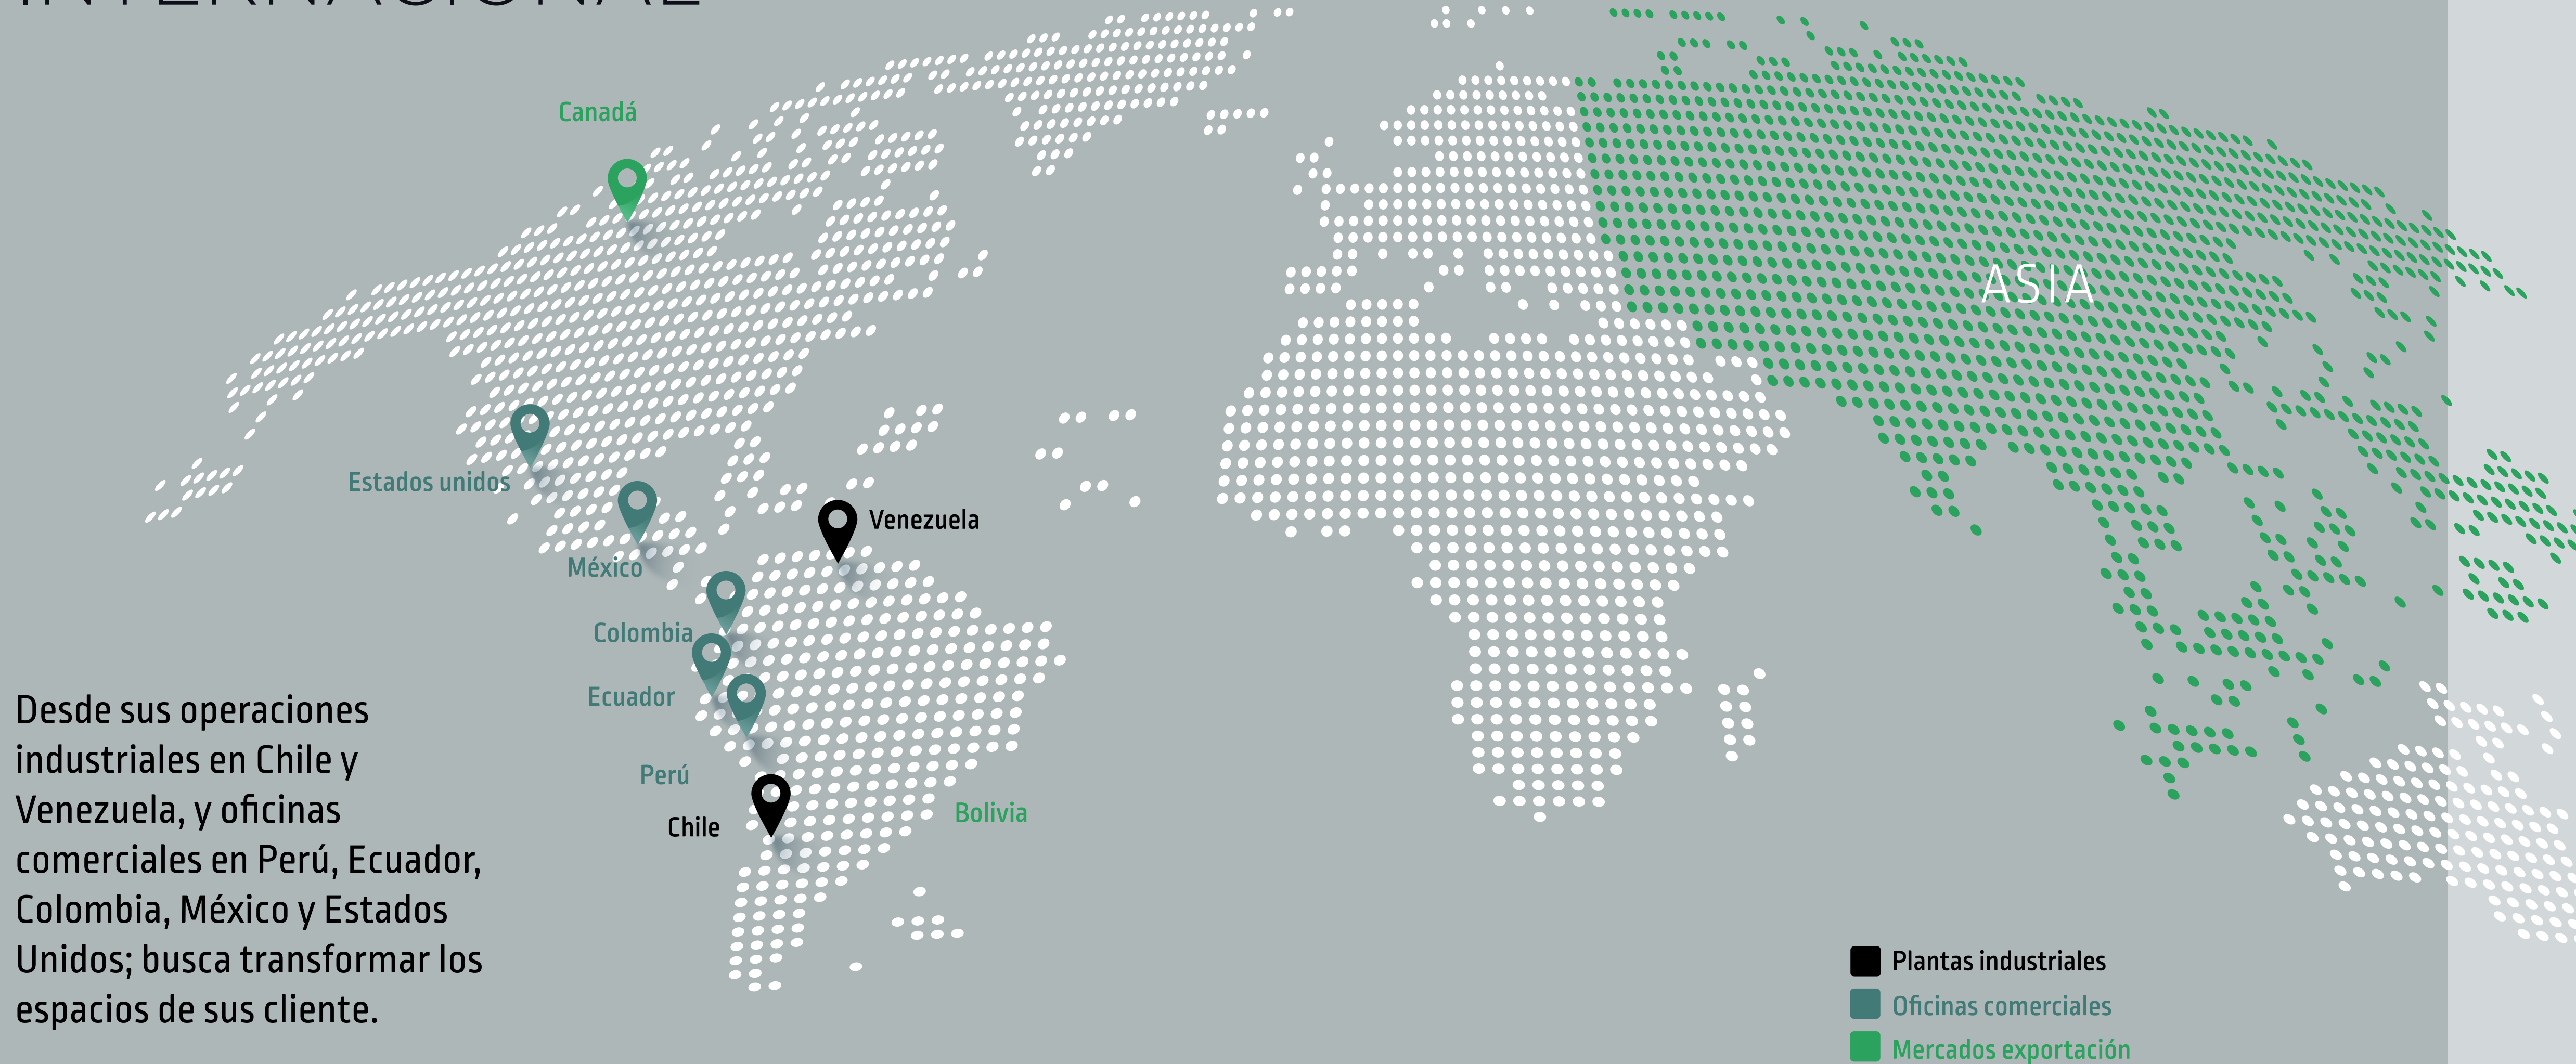 INTERNACIONAL
Canadá
ASIA
Estados unidos
Venezuela
México
Colombia
Ecuador
Perú
Chile
Bolivia
Desde sus operaciones
industriales en Chile y
Venezuela, y oficinas
comerciales en Perú, Ecuador,
Colombia, México y Estados
Unidos; busca transformar los
espacios de sus cliente.
Plantas industriales
Oficinas comerciales
Mercados exportación